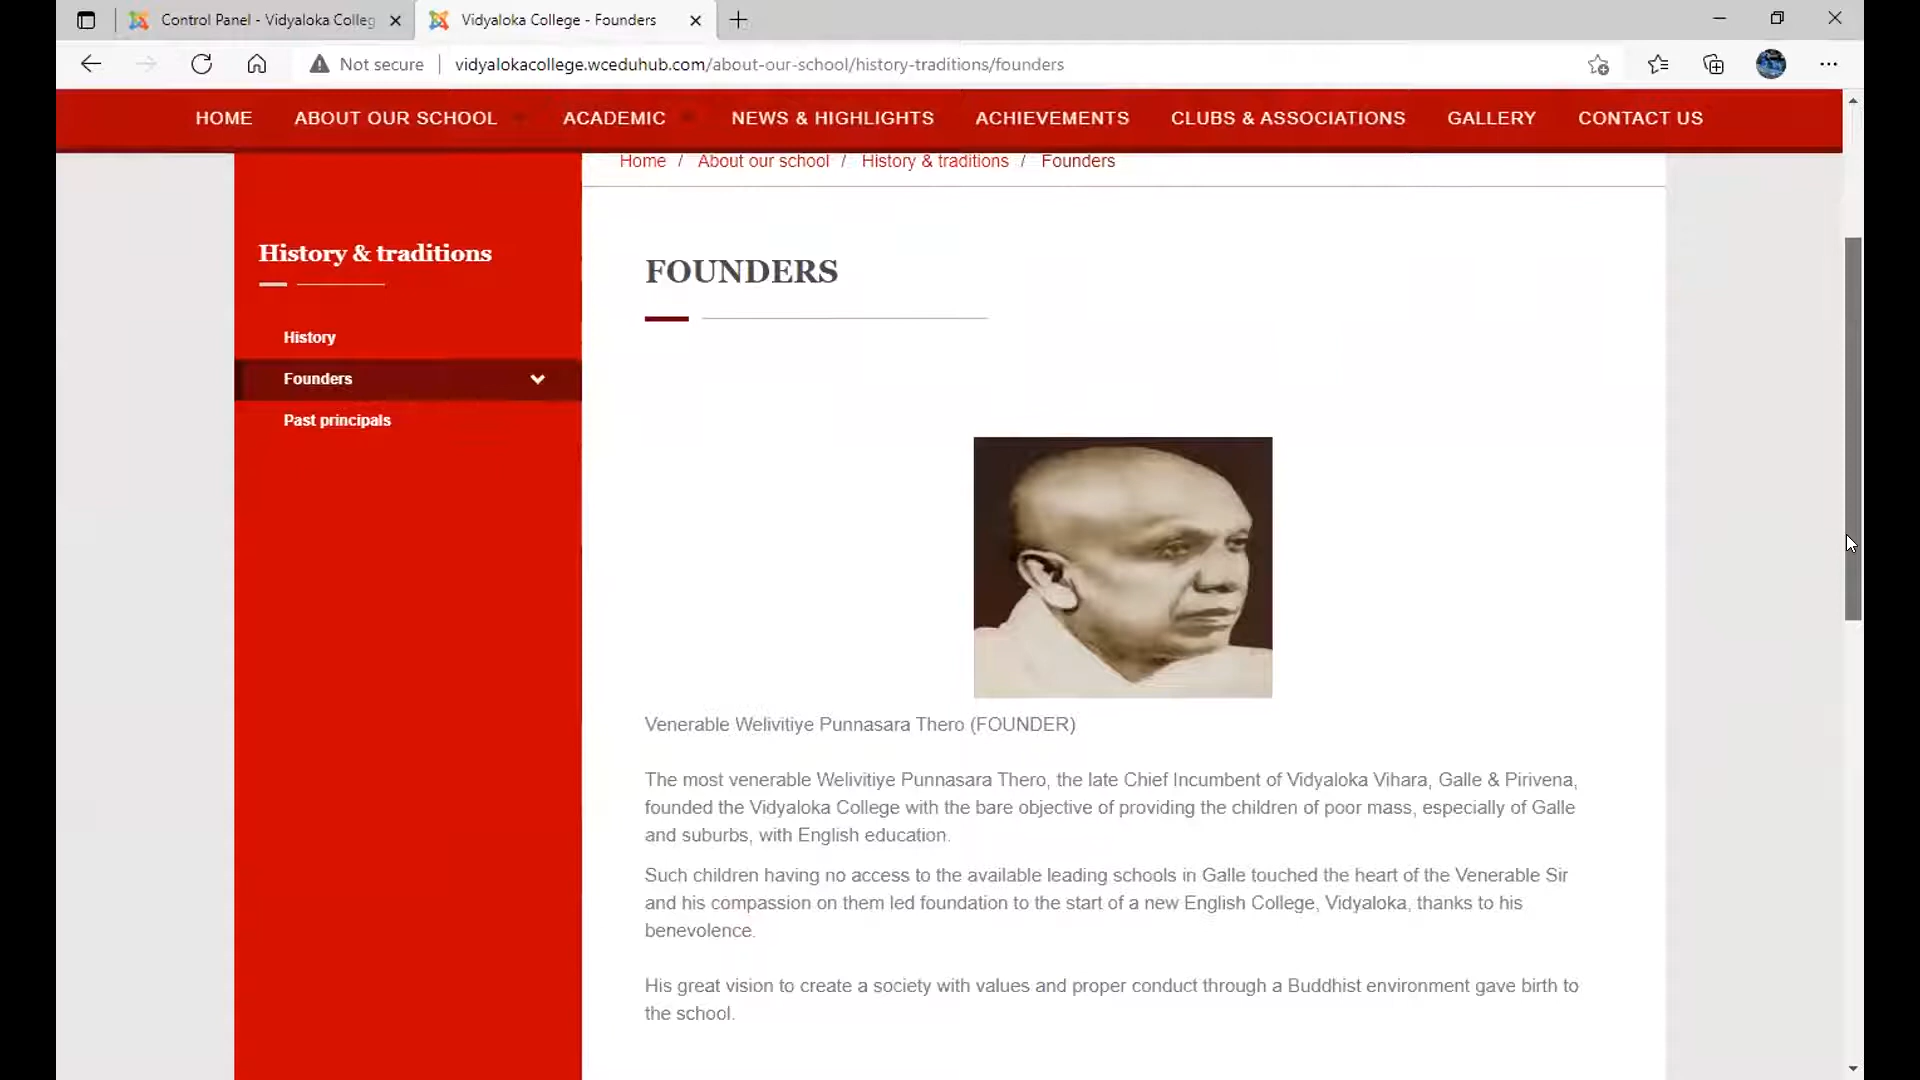 Control Panel - Vidyaloka Colleg
Vidyaloka College - Founders
Not secure
vidyalokacollege.wceduhub.com/about-our-school/history-traditions/founders
HOME ABOUT OUR SCHOOL ACADEMIC NEWS & HIGHLIGHTS ACHIEVEMENTS CLUBS & ASSOCIATIONS GALLERY CONTACT US
Home / About our school / History & traditions / Founders
History & traditions
History
Founders
Past principals
FOUNDERS
Venerable Welivitiye Punnasara Thero (FOUNDER)
The most venerable Welivitiye Punnasara Thero, the late Chief Incumbent of Vidyaloka Vihara, Galle & Pirivena,
founded the Vidyaloka College with the bare objective of providing the children of poor mass, especially of Galle
and suburbs, with English education.
Such children having no access to the available leading schools in Galle touched the heart of the Venerable Sir
and his compassion on them led foundation to the start of a new English College, Vidyaloka, thanks to his
benevolence.
His great vision to create a society with values and proper conduct through a Buddhist environment gave birth to
the school.